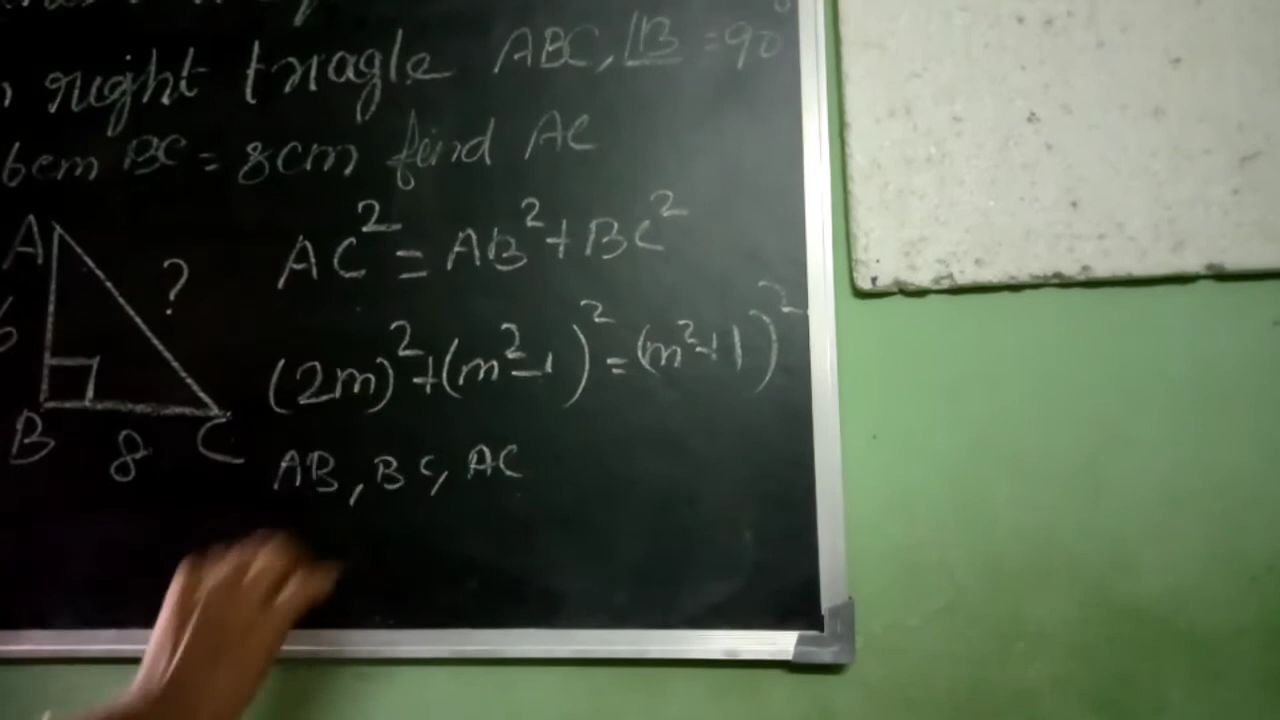 right triagle ABC, ∠B = 90°
6cm BC = 8cm find AC
A
?
AC² = AB² + BC²
6
(2m)² + (m² - 1)² = (m² + 1)²
B 8 C
AB, BC, AC